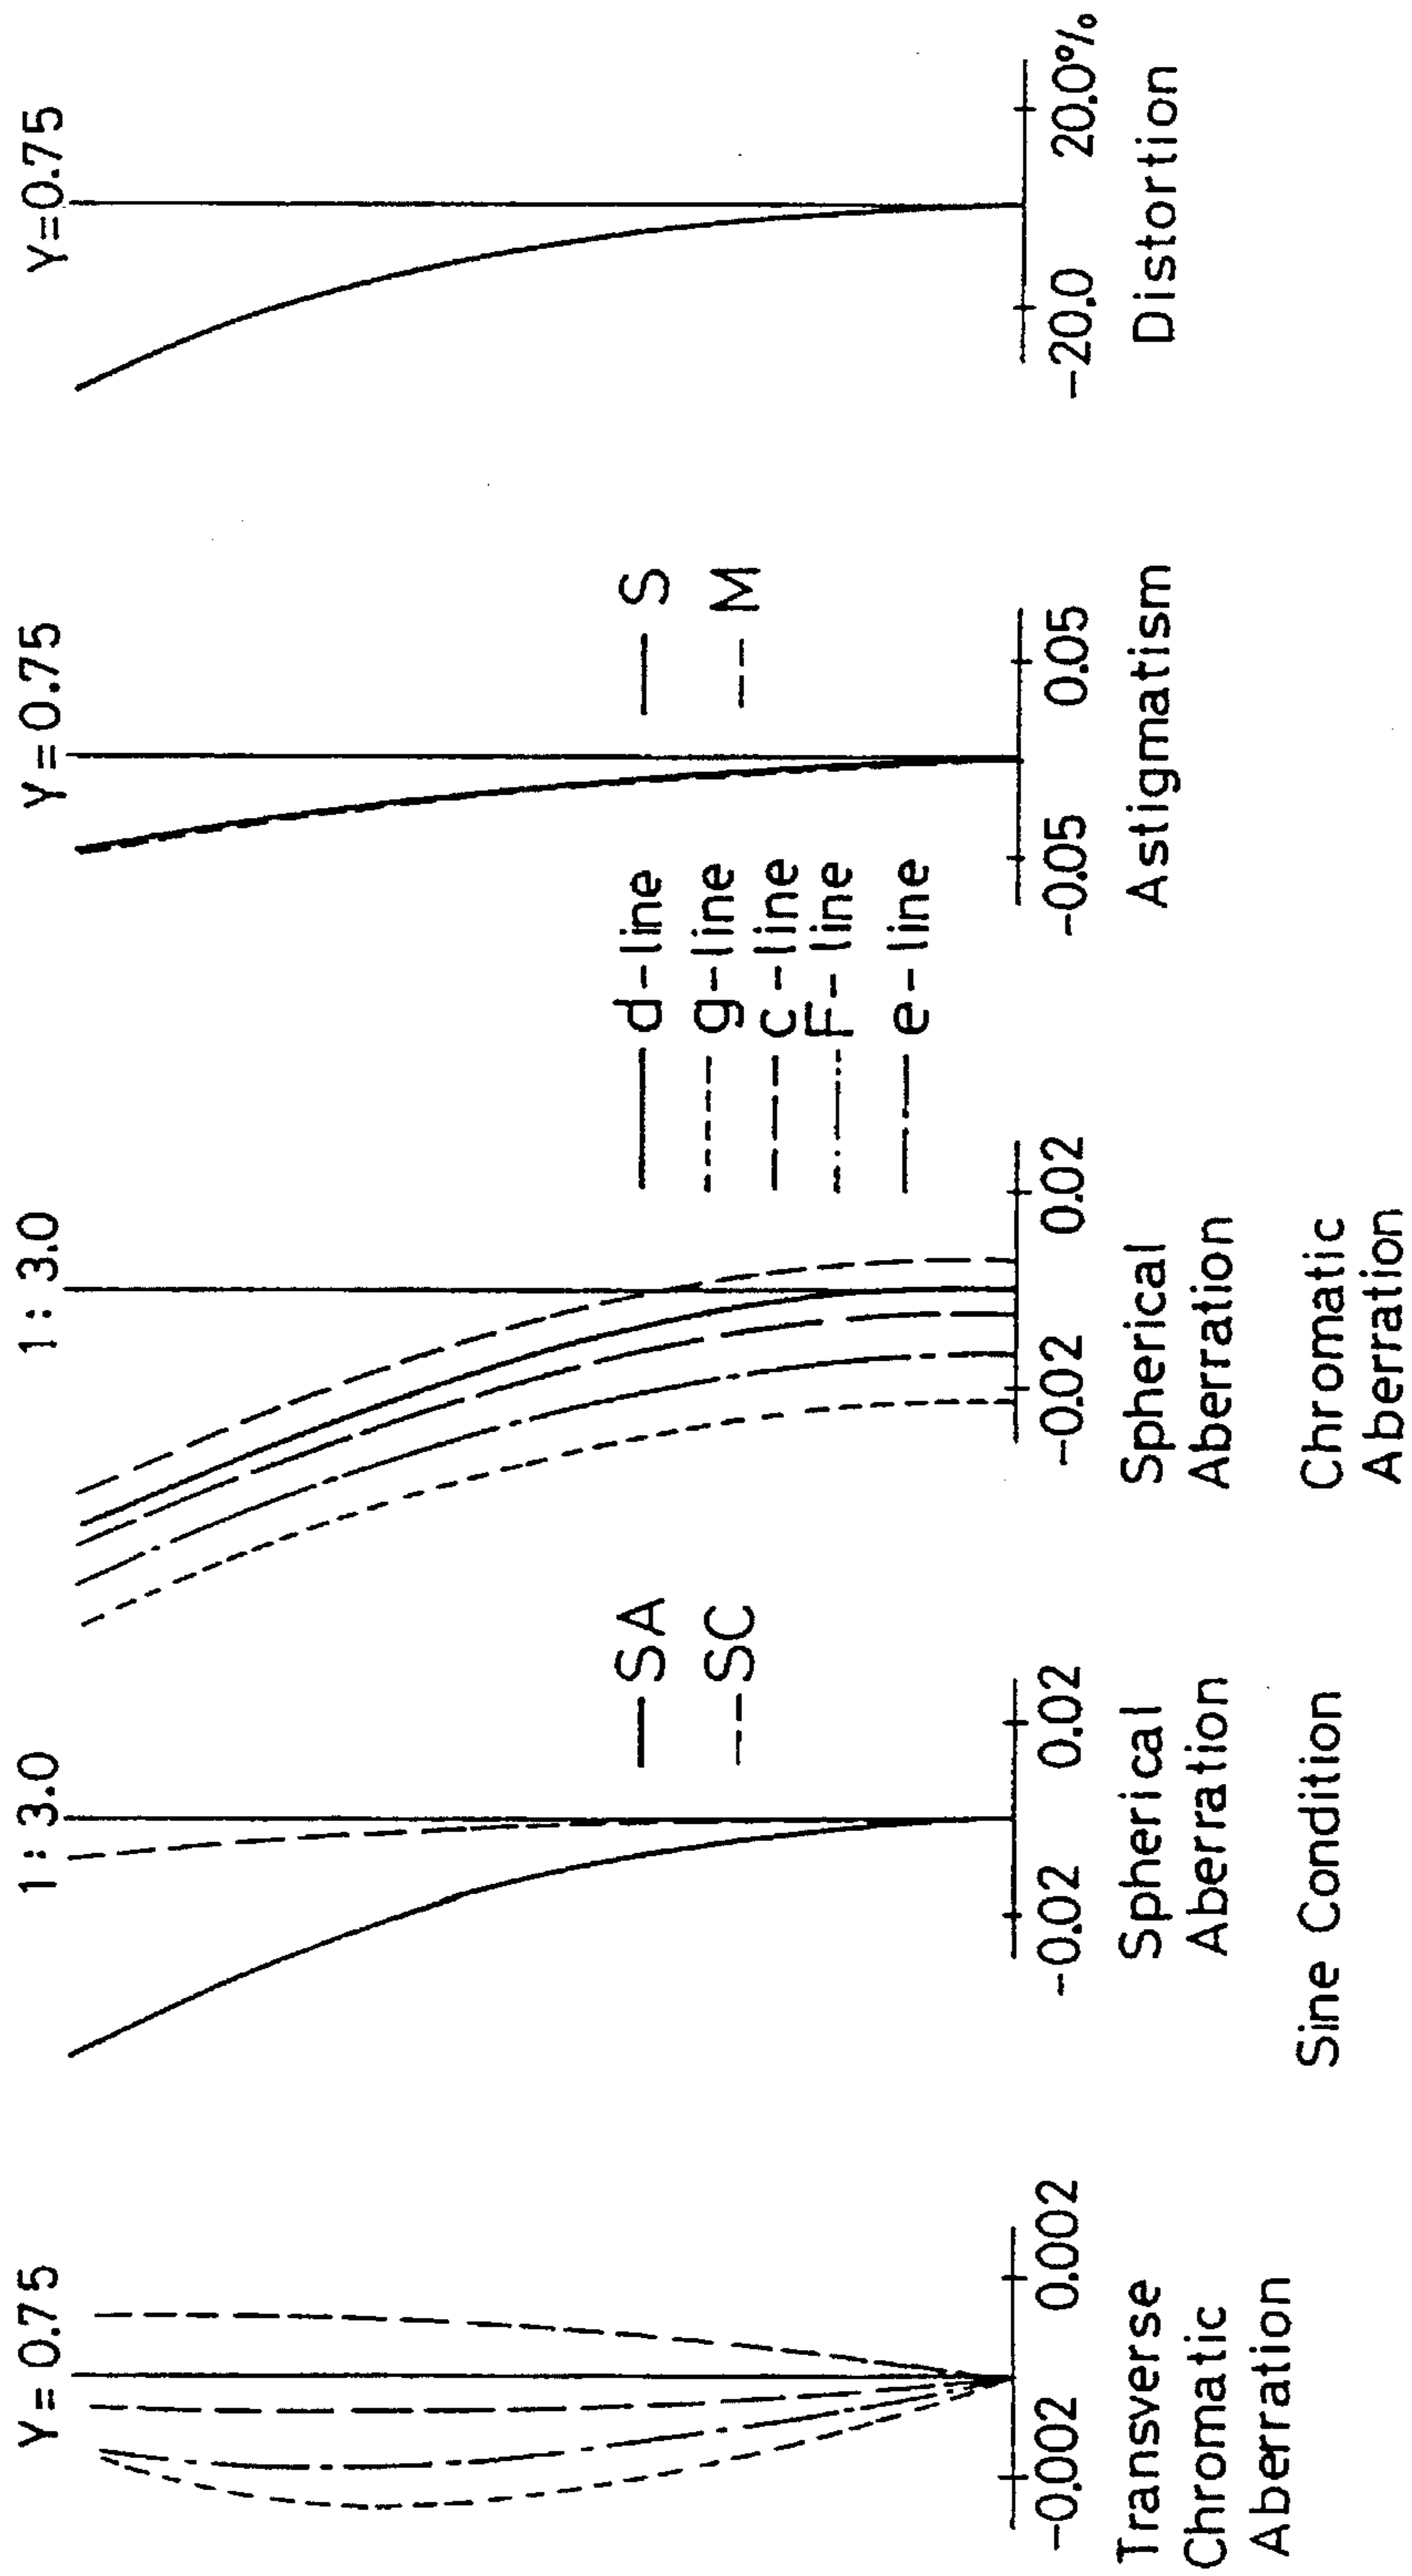 Y=0.75
-0.002
0.002
Transverse
Chromatic
Aberration
1:3.0
SA
SC
-0.02
0.02
Spherical
Aberration
Sine Condition
1:3.0
d-line
g-line
c-line
F-line
e-line
-0.02
0.02
Spherical
Aberration
Chromatic
Aberration
Y=0.75
S
M
-0.05
0.05
Astigmatism
Y=0.75
-20.0
20.0%
Distortion